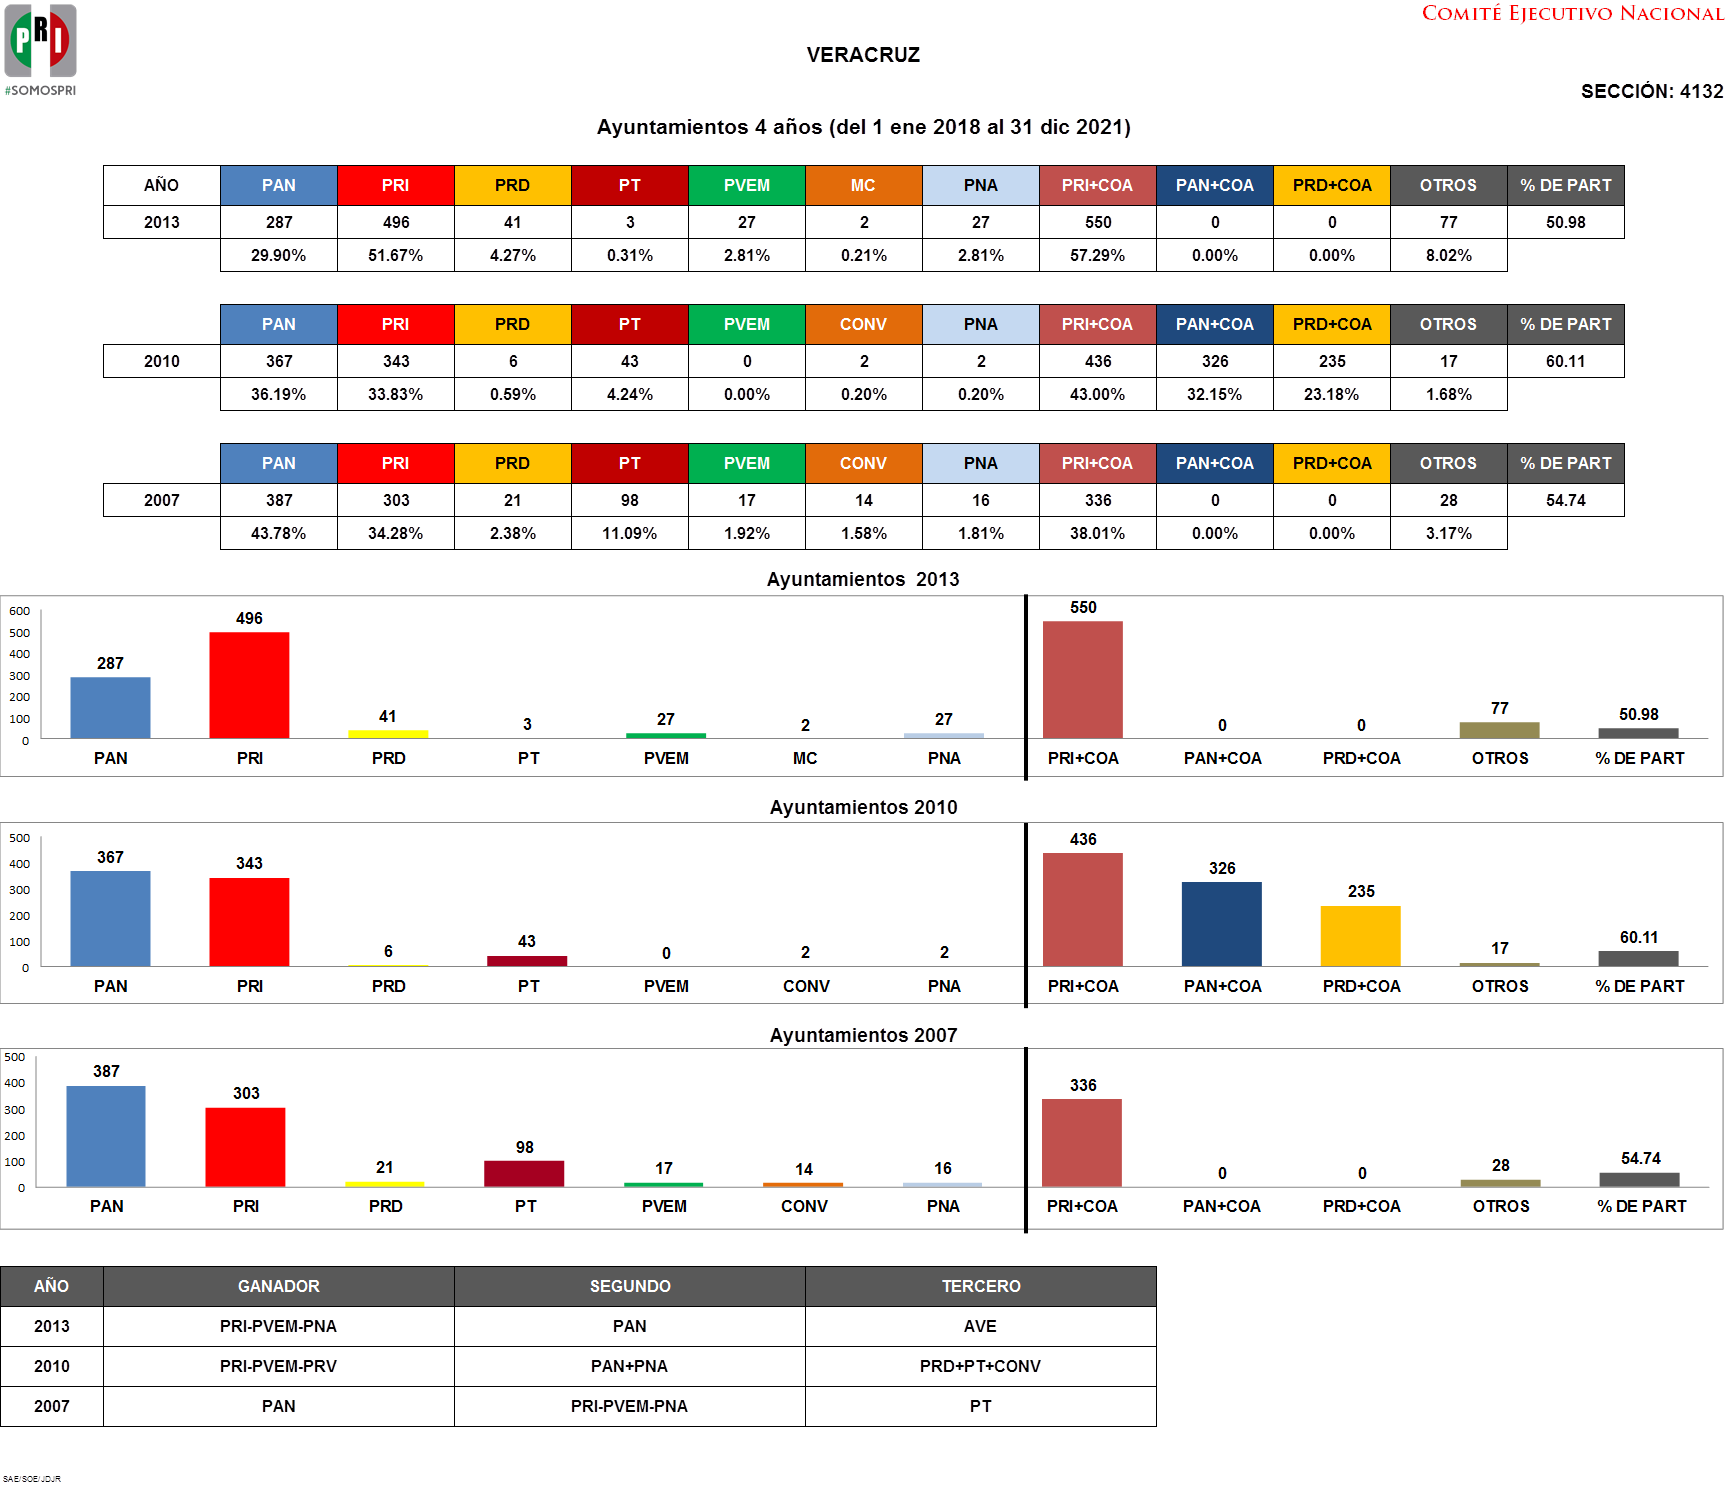 PRI
#SOMOSPRI
COMITÉ EJECUTIVO NACIONAL
VERACRUZ
SECCIÓN: 4132
Ayuntamientos 4 años (del 1 ene 2018 al 31 dic 2021)
AÑO PAN PRI PRD PT PVEM MC PNA PRI+COA PAN+COA PRD+COA OTROS % DE PART
2013 287 496 41 3 27 2 27 550 0 0 77 50.98
29.90% 51.67% 4.27% 0.31% 2.81% 0.21% 2.81% 57.29% 0.00% 0.00% 8.02%
PAN PRI PRD PT PVEM CONV PNA PRI+COA PAN+COA PRD+COA OTROS % DE PART
2010 367 343 6 43 0 2 2 436 326 235 17 60.11
36.19% 33.83% 0.59% 4.24% 0.00% 0.20% 0.20% 43.00% 32.15% 23.18% 1.68%
PAN PRI PRD PT PVEM CONV PNA PRI+COA PAN+COA PRD+COA OTROS % DE PART
2007 387 303 21 98 17 14 16 336 0 0 28 54.74
43.78% 34.28% 2.38% 11.09% 1.92% 1.58% 1.81% 38.01% 0.00% 0.00% 3.17%
Ayuntamientos 2013
600
500
400
300
200
100
0
287 496 41 3 27 2 27 550 0 0 77 50.98
PAN PRI PRD PT PVEM MC PNA PRI+COA PAN+COA PRD+COA OTROS % DE PART
Ayuntamientos 2010
500
400
300
200
100
0
367 343 6 43 0 2 2 436 326 235 17 60.11
PAN PRI PRD PT PVEM CONV PNA PRI+COA PAN+COA PRD+COA OTROS % DE PART
Ayuntamientos 2007
500
400
300
200
100
0
387 303 21 98 17 14 16 336 0 0 28 54.74
PAN PRI PRD PT PVEM CONV PNA PRI+COA PAN+COA PRD+COA OTROS % DE PART
AÑO GANADOR SEGUNDO TERCERO
2013 PRI-PVEM-PNA PAN AVE
2010 PRI-PVEM-PRV PAN+PNA PRD+PT+CONV
2007 PAN PRI-PVEM-PNA PT
SAE/SOE/JDJR